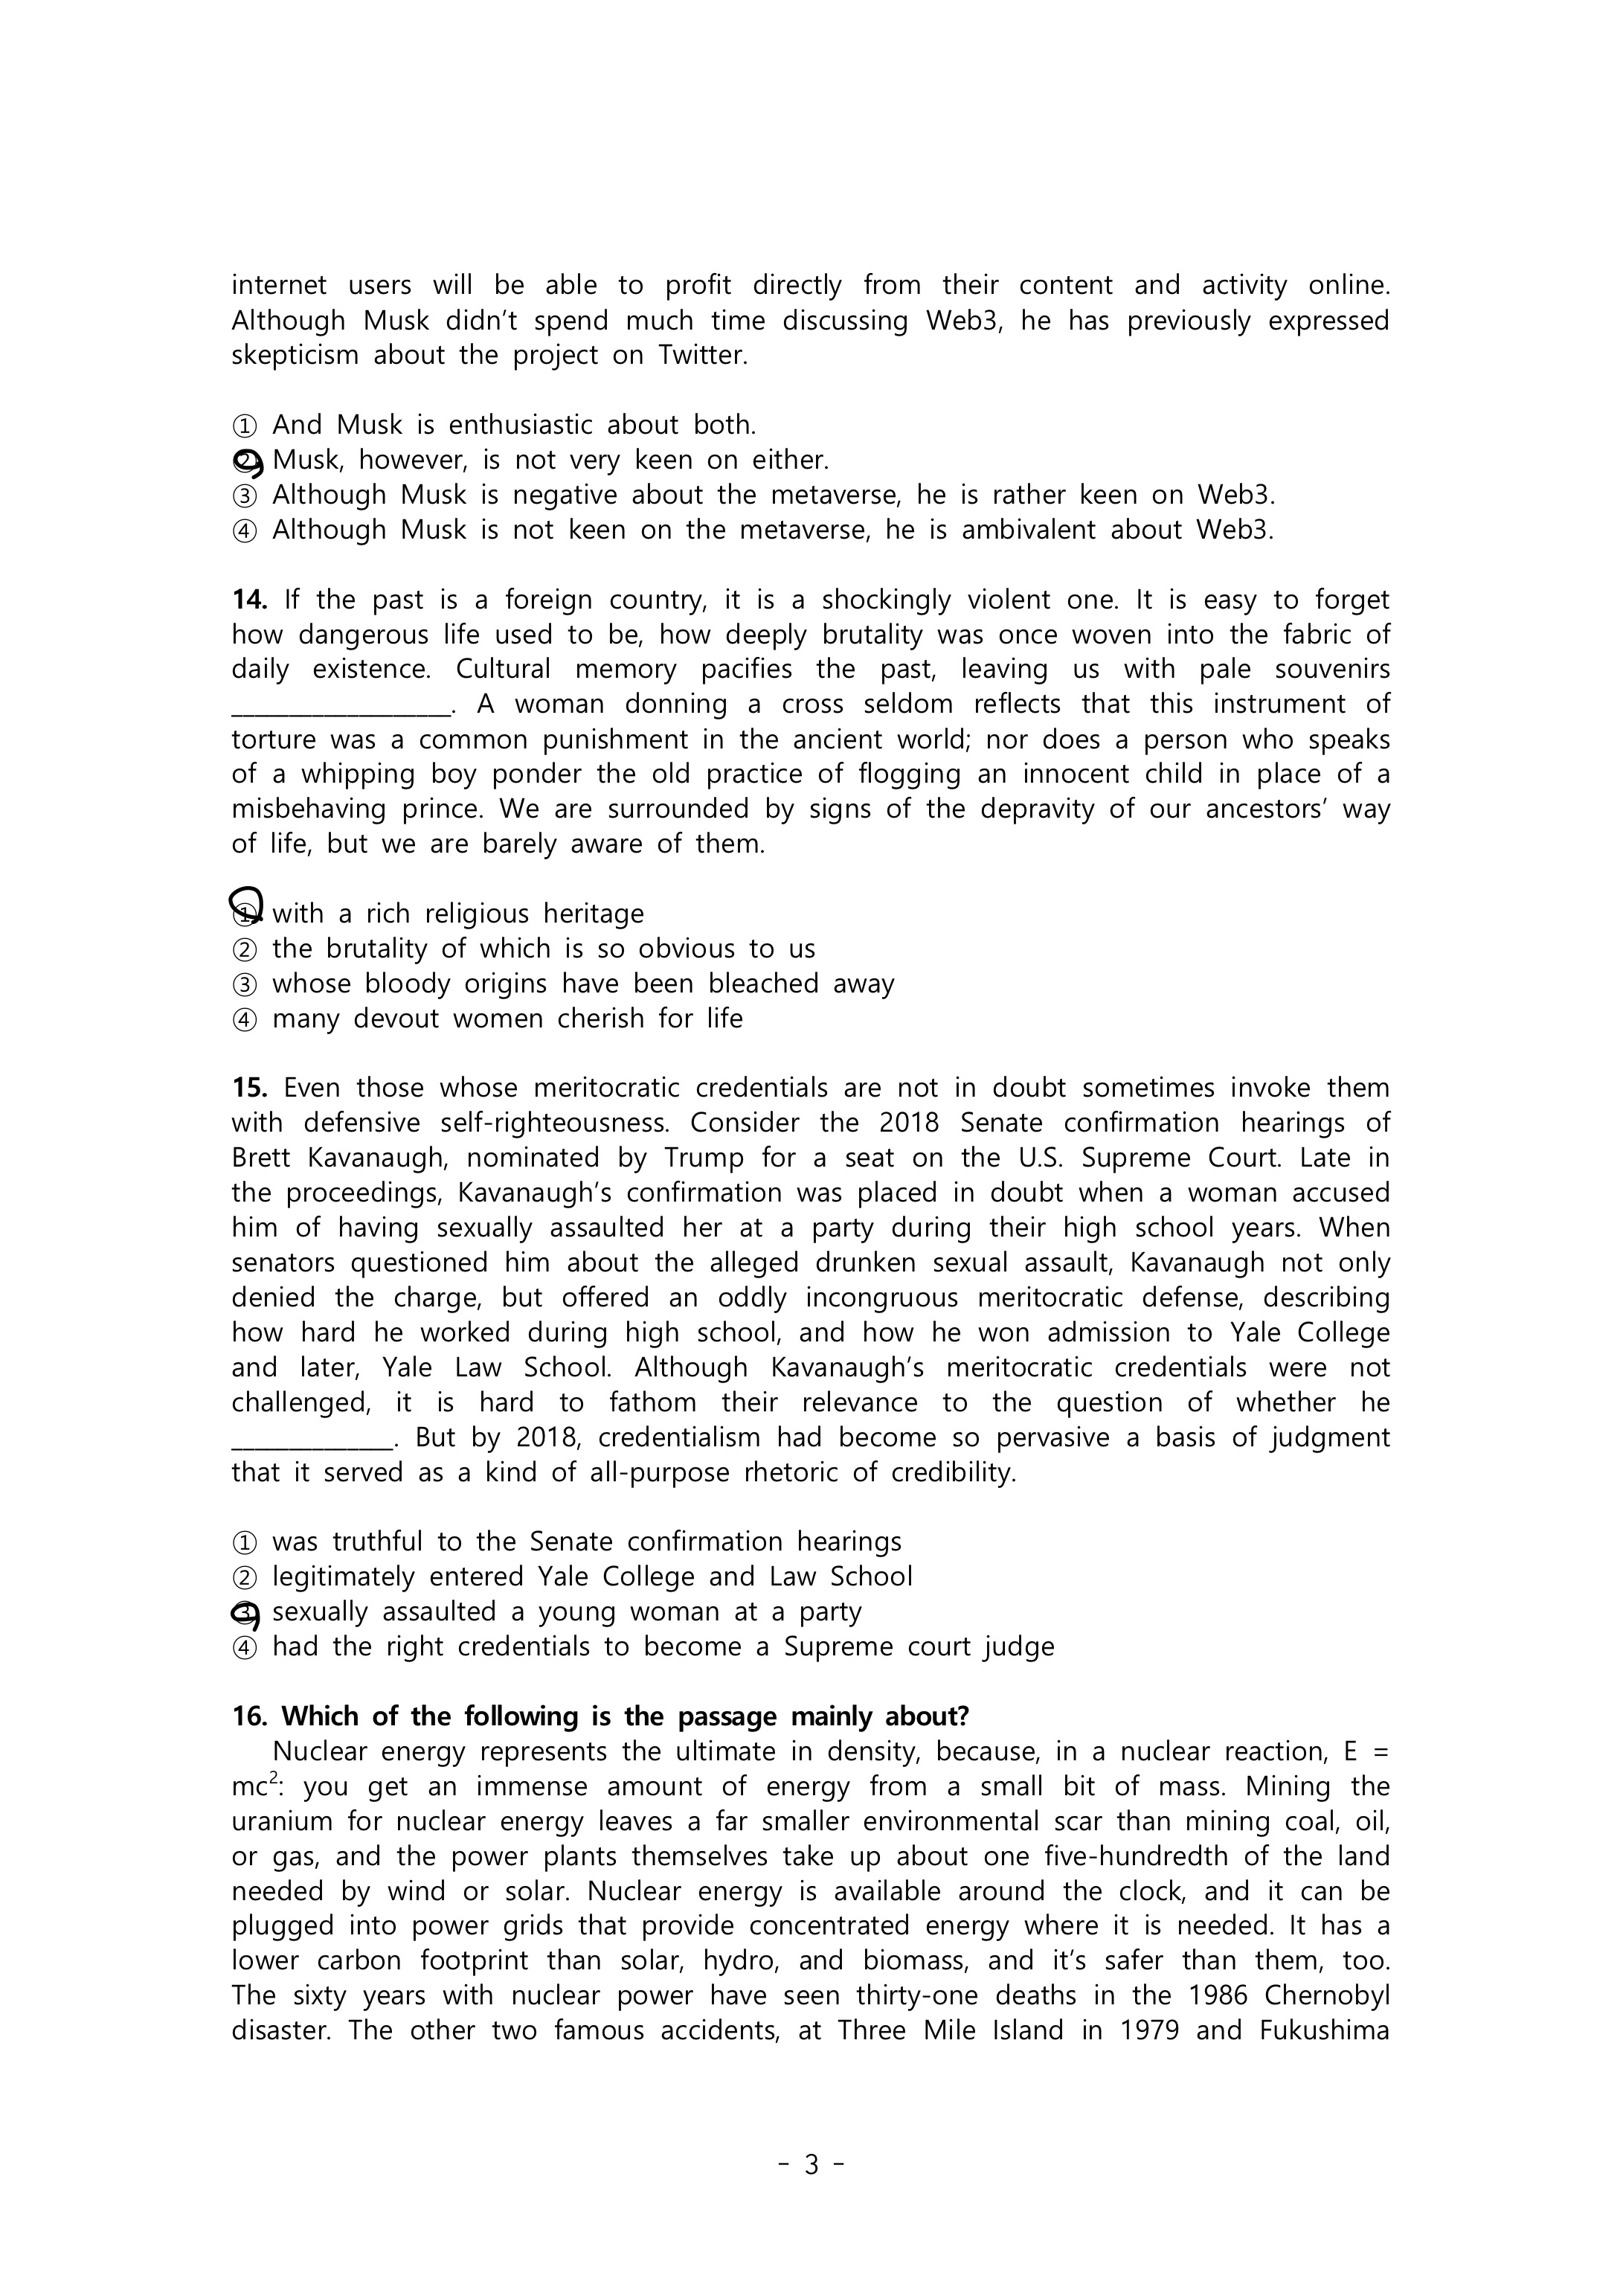 internet users will be able to profit directly from their content and activity online.
Although Musk didn't spend much time discussing Web3, he has previously expressed
skepticism about the project on Twitter.
① And Musk is enthusiastic about both.
② Musk, however, is not very keen on either.
③ Although Musk is negative about the metaverse, he is rather keen on Web3.
④ Although Musk is not keen on the metaverse, he is ambivalent about Web3.
14. If the past is a foreign country, it is a shockingly violent one. It is easy to forget
how dangerous life used to be, how deeply brutality was once woven into the fabric of
daily existence. Cultural memory pacifies the past, leaving us with pale souvenirs
__________________. A woman donning a cross seldom reflects that this instrument of
torture was a common punishment in the ancient world; nor does a person who speaks
of a whipping boy ponder the old practice of flogging an innocent child in place of a
misbehaving prince. We are surrounded by signs of the depravity of our ancestors' way
of life, but we are barely aware of them.
① with a rich religious heritage
② the brutality of which is so obvious to us
③ whose bloody origins have been bleached away
④ many devout women cherish for life
15. Even those whose meritocratic credentials are not in doubt sometimes invoke them
with defensive self-righteousness. Consider the 2018 Senate confirmation hearings of
Brett Kavanaugh, nominated by Trump for a seat on the U.S. Supreme Court. Late in
the proceedings, Kavanaugh's confirmation was placed in doubt when a woman accused
him of having sexually assaulted her at a party during their high school years. When
senators questioned him about the alleged drunken sexual assault, Kavanaugh not only
denied the charge, but offered an oddly incongruous meritocratic defense, describing
how hard he worked during high school, and how he won admission to Yale College
and later, Yale Law School. Although Kavanaugh's meritocratic credentials were not
challenged, it is hard to fathom their relevance to the question of whether he
_____________. But by 2018, credentialism had become so pervasive a basis of judgment
that it served as a kind of all-purpose rhetoric of credibility.
① was truthful to the Senate confirmation hearings
② legitimately entered Yale College and Law School
③ sexually assaulted a young woman at a party
④ had the right credentials to become a Supreme court judge
16. Which of the following is the passage mainly about?
Nuclear energy represents the ultimate in density, because, in a nuclear reaction, E =
mc²: you get an immense amount of energy from a small bit of mass. Mining the
uranium for nuclear energy leaves a far smaller environmental scar than mining coal, oil,
or gas, and the power plants themselves take up about one five-hundredth of the land
needed by wind or solar. Nuclear energy is available around the clock, and it can be
plugged into power grids that provide concentrated energy where it is needed. It has a
lower carbon footprint than solar, hydro, and biomass, and it's safer than them, too.
The sixty years with nuclear power have seen thirty-one deaths in the 1986 Chernobyl
disaster. The other two famous accidents, at Three Mile Island in 1979 and Fukushima
- 3 -